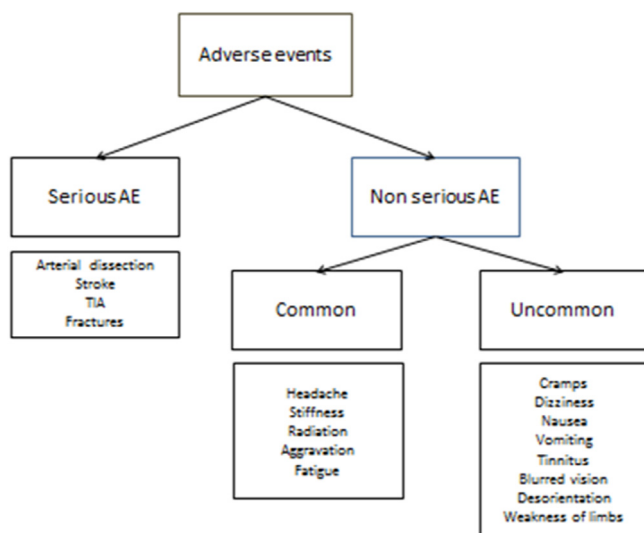 Adverse events
Serious AE
Non serious AE
Arterial dissection
Stroke
TIA
Fractures
Common
Uncommon
Headache
Stiffness
Radiation
Aggravation
Fatigue
Cramps
Dizziness
Nausea
Vomiting
Tinnitus
Blurred vision
Desorientation
Weakness of limbs